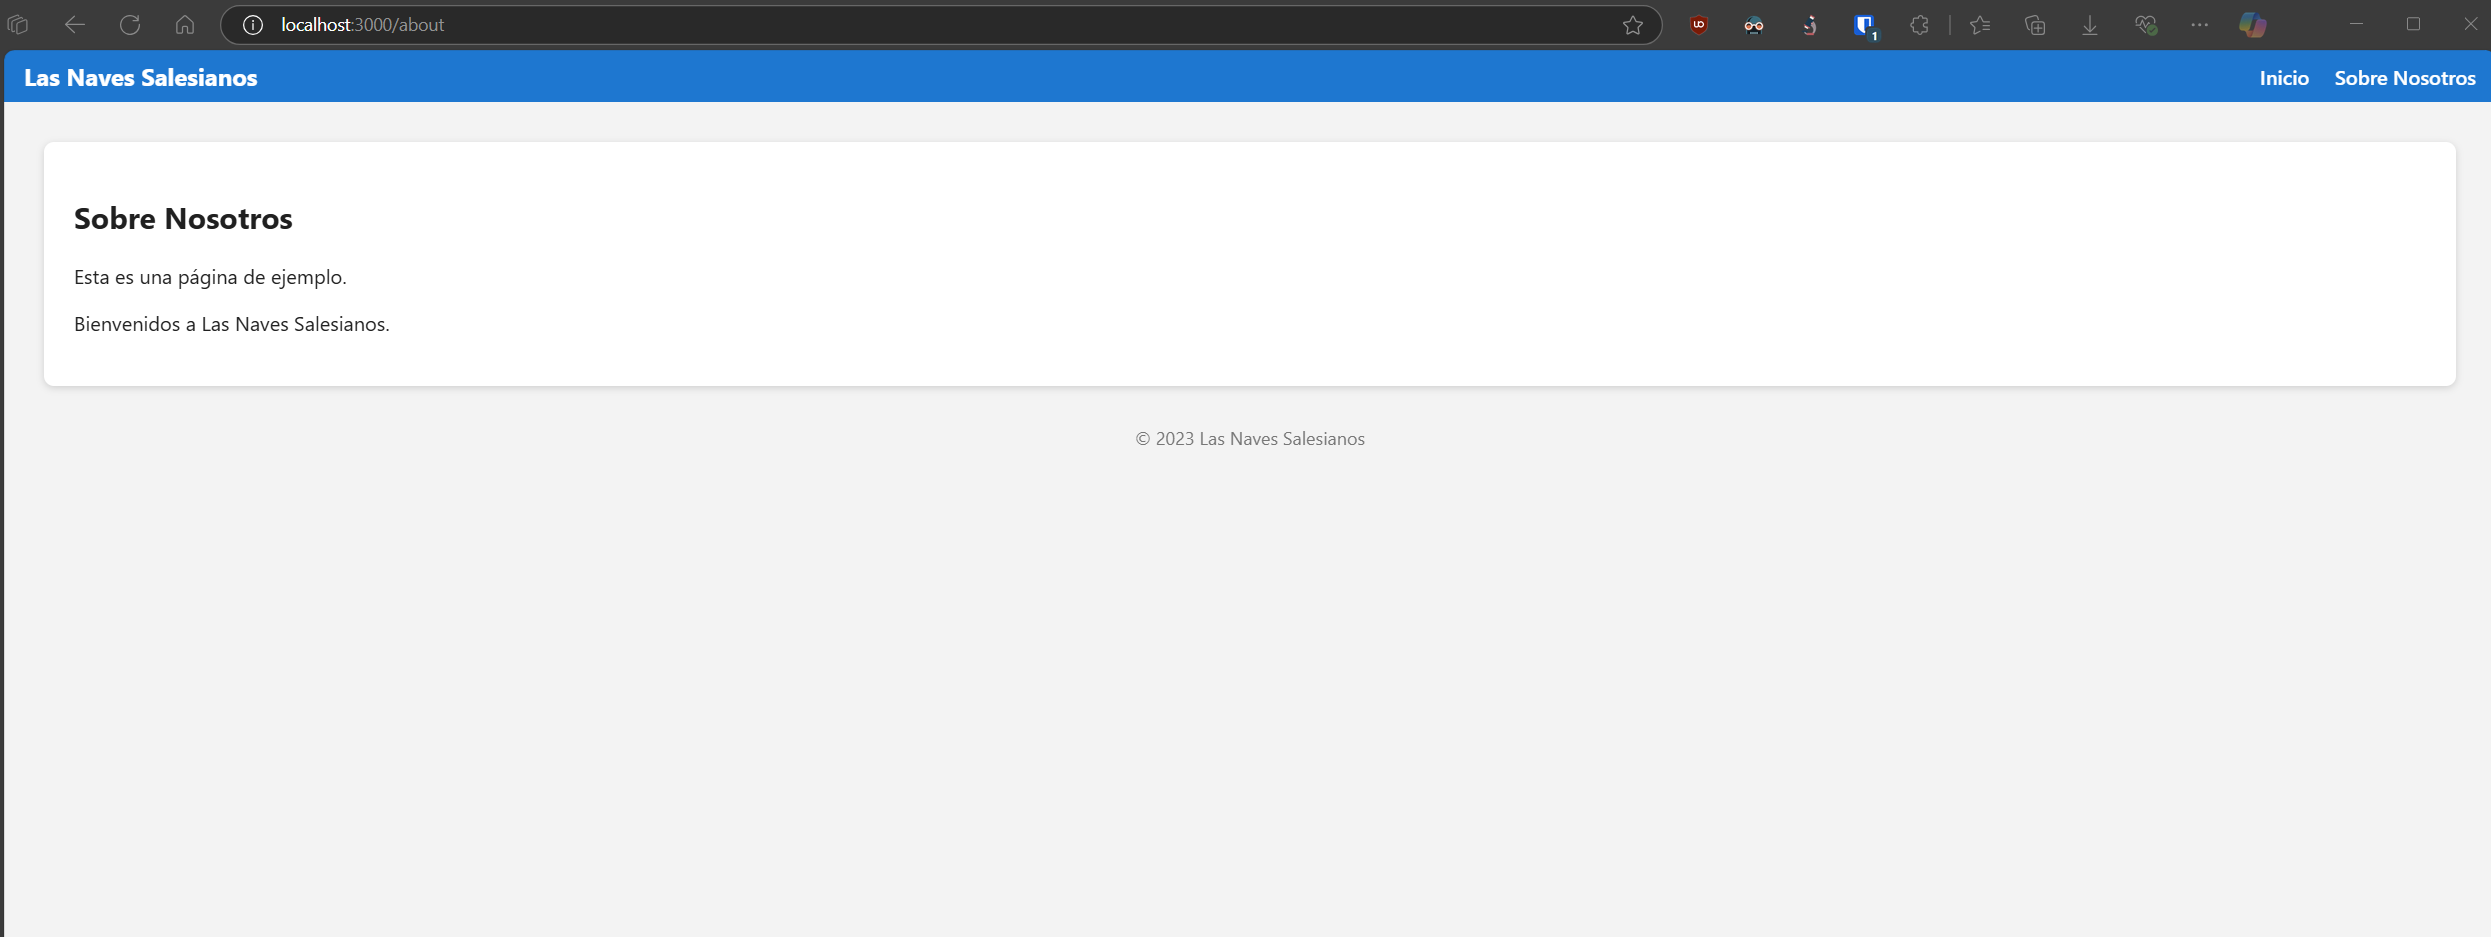 localhost:3000/about
1
Las Naves Salesianos
Inicio Sobre Nosotros
Sobre Nosotros
Esta es una página de ejemplo.
Bienvenidos a Las Naves Salesianos.
© 2023 Las Naves Salesianos